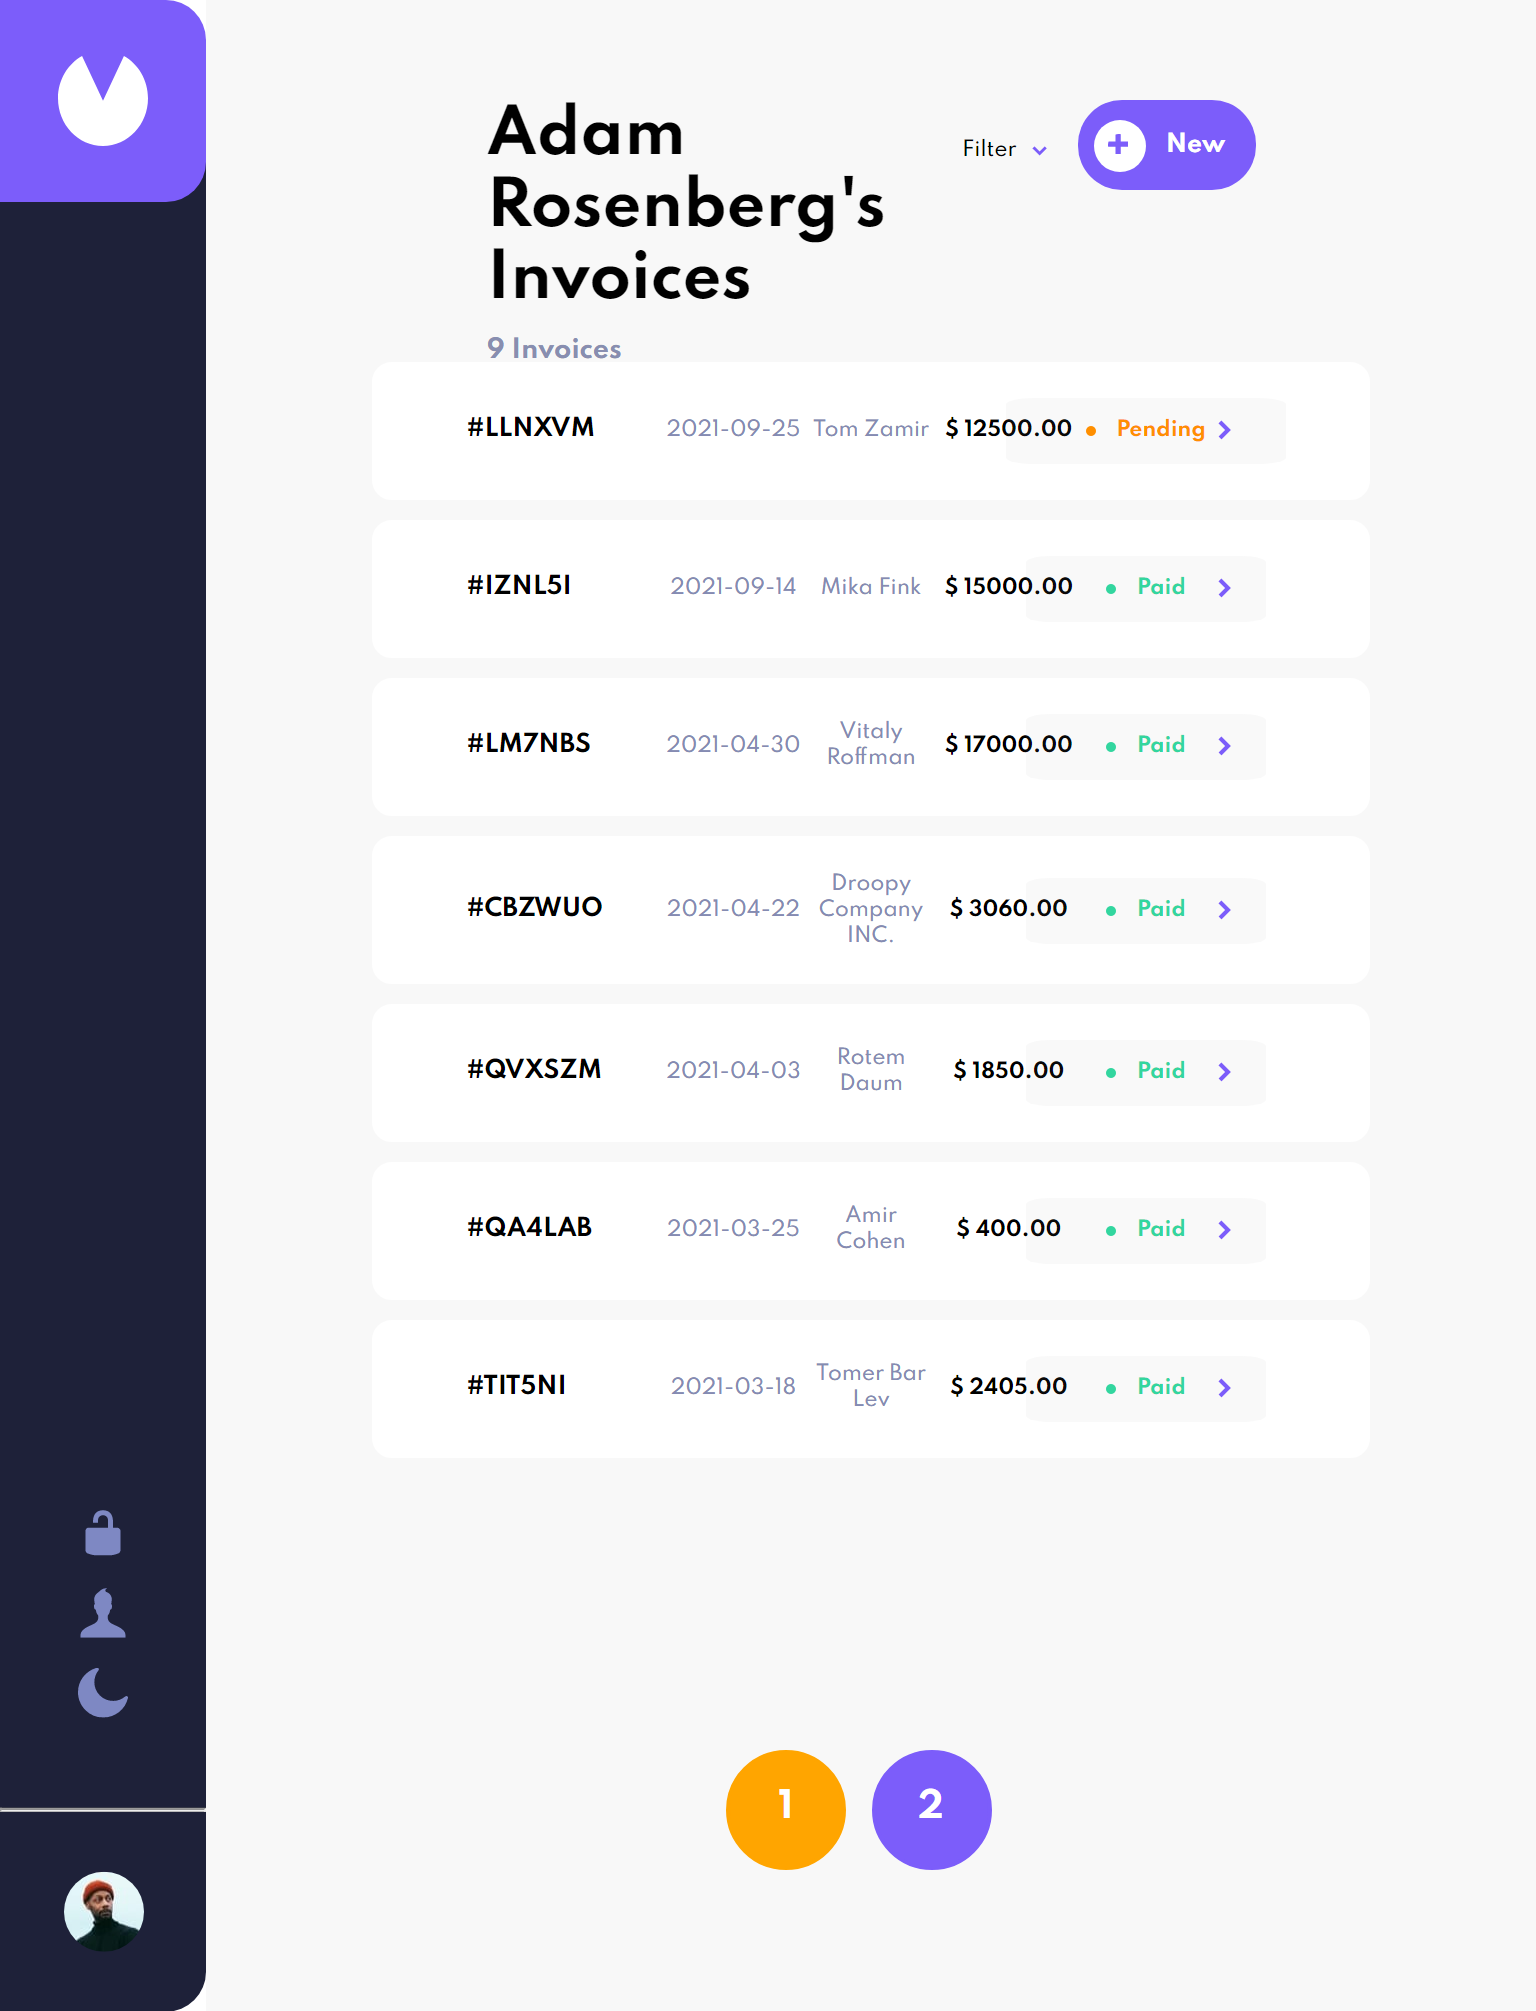 Adam
Rosenberg's
Invoices
9 Invoices
Filter
New
#LLNXVM 2021-09-25 Tom Zamir $ 12500.00 Pending
#IZNL5I 2021-09-14 Mika Fink $ 15000.00 Paid
#LM7NBS 2021-04-30 Vitaly
Roffman $ 17000.00 Paid
#CBZWUO 2021-04-22 Droopy
Company
INC. $ 3060.00 Paid
#QVXSZM 2021-04-03 Rotem
Daum $ 1850.00 Paid
#QA4LAB 2021-03-25 Amir
Cohen $ 400.00 Paid
#TIT5NI 2021-03-18 Tomer Bar
Lev $ 2405.00 Paid
1 2